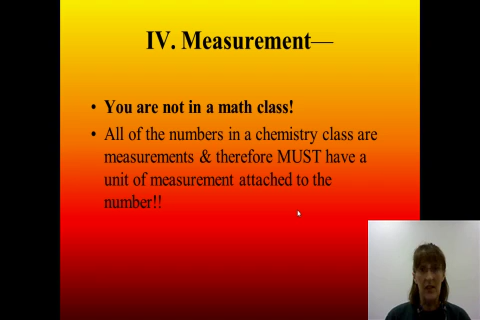 IV. Measurement—
• You are not in a math class!
• All of the numbers in a chemistry class are
measurements & therefore MUST have a
unit of measurement attached to the
number!!